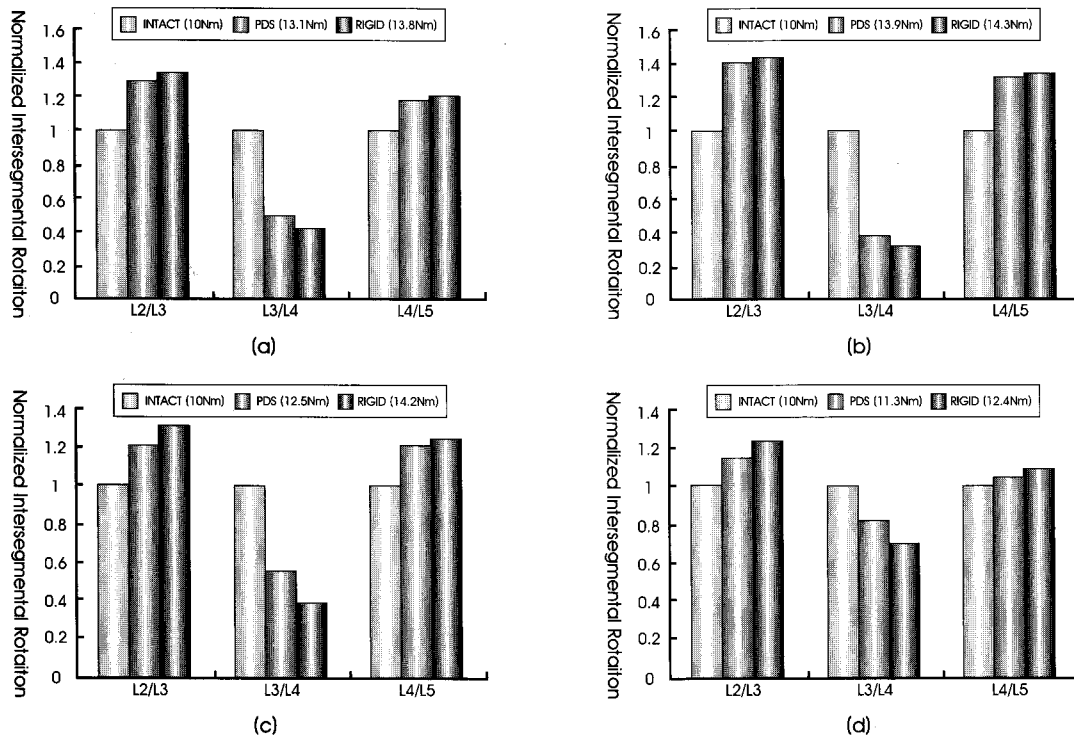 Normalized Intersegmental Rotaiton
INTACT (10Nm) PDS (13.1Nm) RIGID (13.8Nm)
1.6
1.4
1.2
1
0.8
0.6
0.4
0.2
0
L2/L3 L3/L4 L4/L5
(a)
Normalized Intersegmental Rotaiton
INTACT (10Nm) PDS (13.9Nm) RIGID (14.3Nm)
1.6
1.4
1.2
1
0.8
0.6
0.4
0.2
0
L2/L3 L3/L4 L4/L5
(b)
Normalized Intersegmental Rotaiton
INTACT (10Nm) PDS (12.5Nm) RIGID (14.2Nm)
1.4
1.2
1
0.8
0.6
0.4
0.2
0
L2/L3 L3/L4 L4/L5
(c)
Normalized Intersegmental Rotaiton
INTACT (10Nm) PDS (11.3Nm) RIGID (12.4Nm)
1.4
1.2
1
0.8
0.6
0.4
0.2
0
L2/L3 L3/L4 L4/L5
(d)